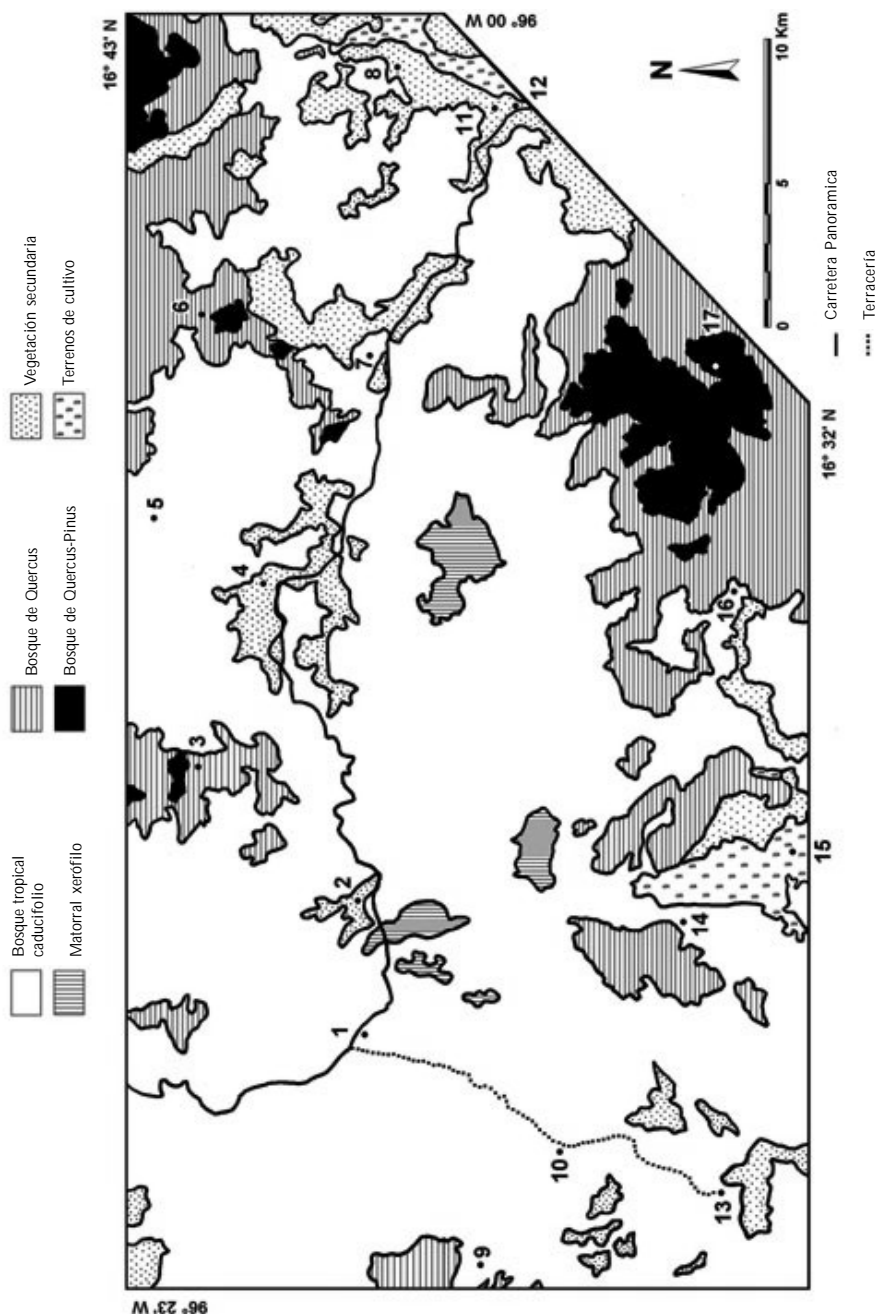 Bosque tropical
caducifolio
Matorral xerófilo
Bosque de Quercus
Bosque de Quercus-Pinus
Vegetación secundaria
Terrenos de cultivo
96° 23' W
16° 43' N
96° 00' W
16° 32' N
1
2
3
4
5
6
7
8
9
10
11
12
13
14
15
16
17
N
0
5
10 Km
Carretera Panoramica
Terracería